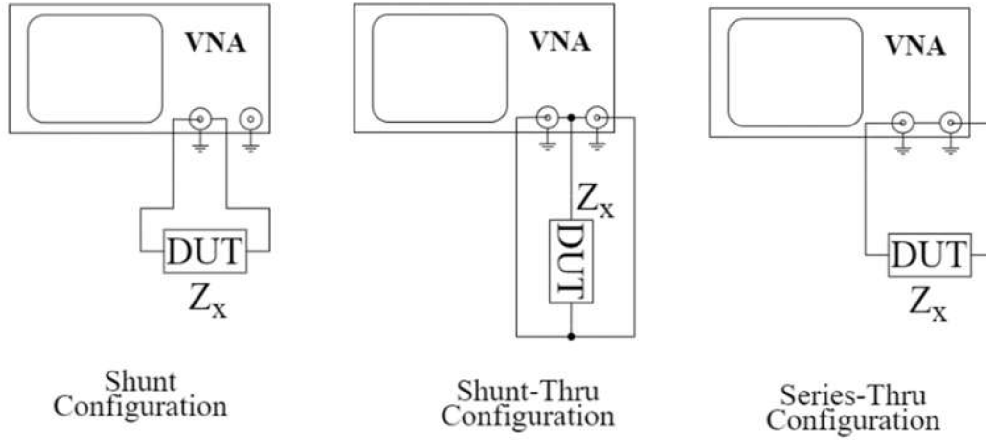 VNA
DUT
Zx
Shunt
Configuration
VNA
Zx
DUT
Shunt-Thru
Configuration
VNA
DUT
Zx
Series-Thru
Configuration